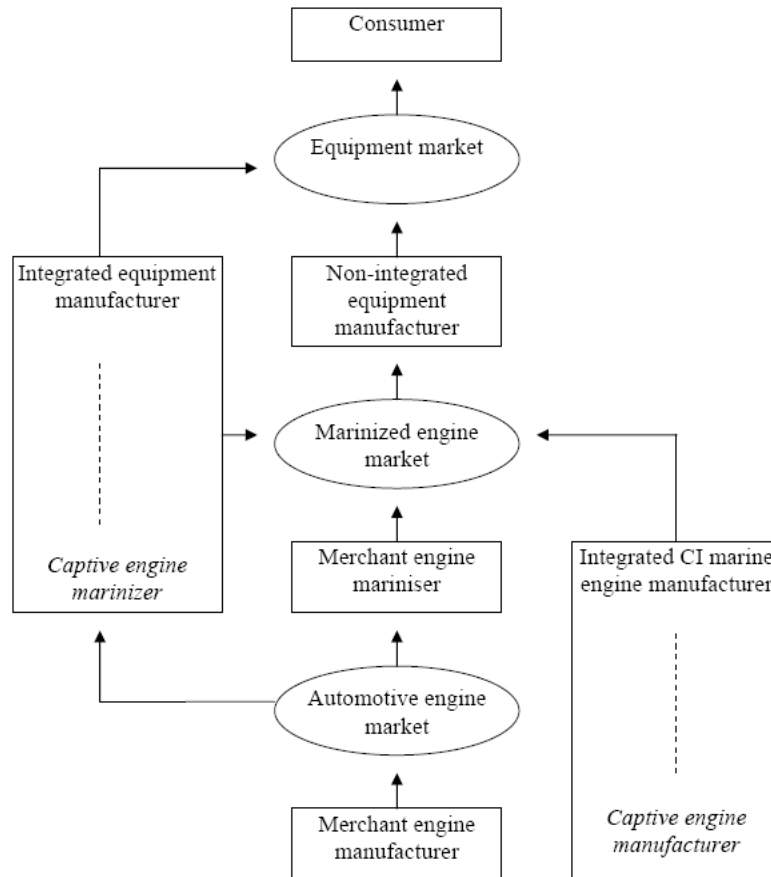 Consumer
Equipment market
Integrated equipment
manufacturer
Non-integrated
equipment
manufacturer
Marinized engine
market
Captive engine
marinizer
Merchant engine
mariniser
Integrated CI marine
engine manufacturer
Automotive engine
market
Merchant engine
manufacturer
Captive engine
manufacturer